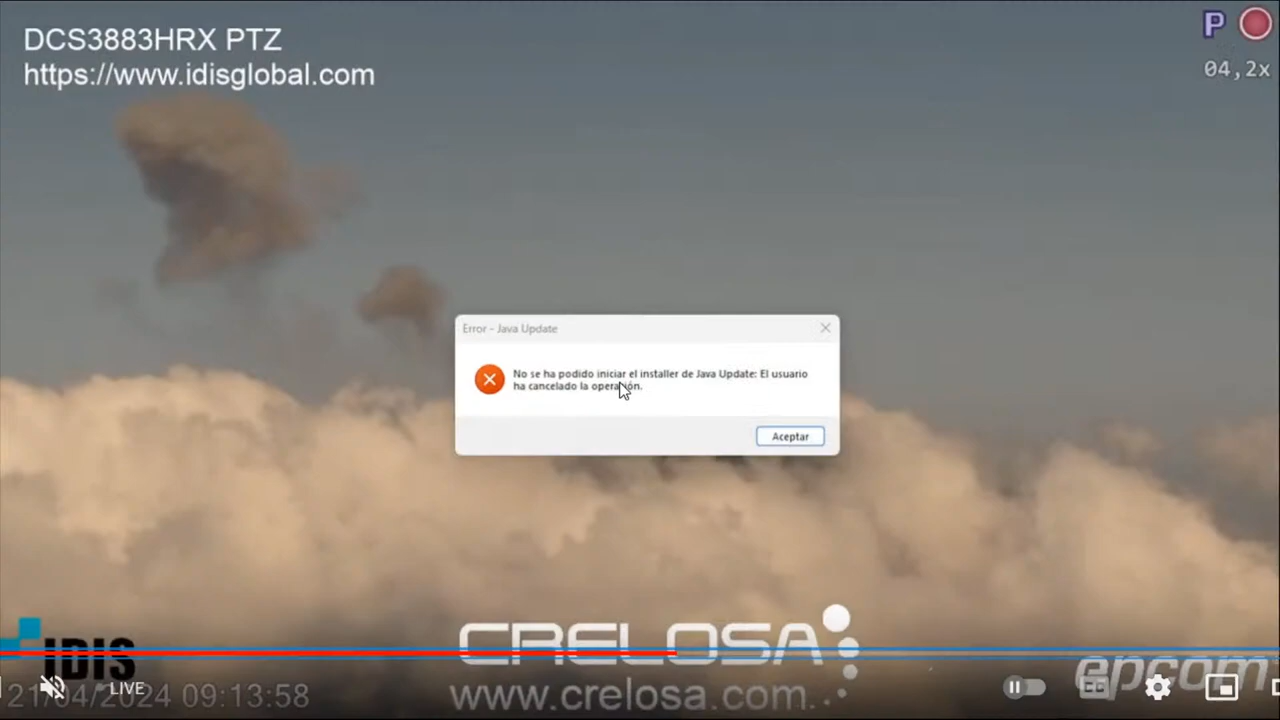 DCS3883HRX PTZ
https://www.idisglobal.com
P
04,2x
Error - Java Update
No se ha podido iniciar el installer de Java Update: El usuario
ha cancelado la operación.
Aceptar
IDIS
CRELOSA
epcom
21/04/2024 09:13:58
LIVE
www.crelosa.com
CC